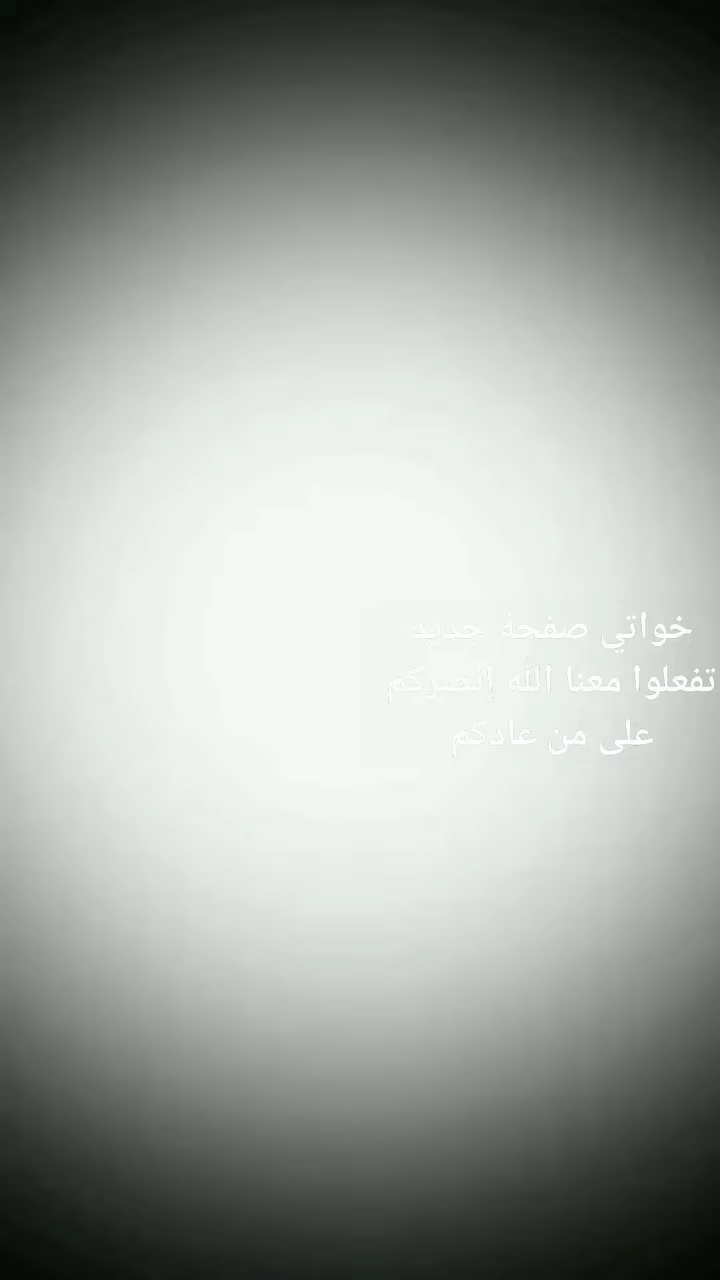 خواتي صفحة جديد
تفعلوا معنا الله إنصركم
على من عادكم